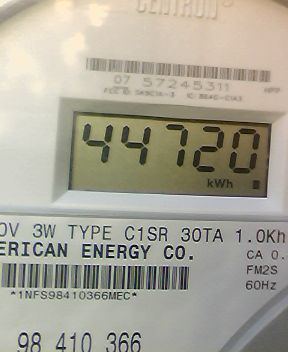 CENTRON®
07 57245311
44720
kWh
0V 3W TYPE C1SR 30TA 1.0Kh
ERICAN ENERGY CO.
CA 0.
FM2S
60Hz
*1NFS98410366MEC*
98 410 366